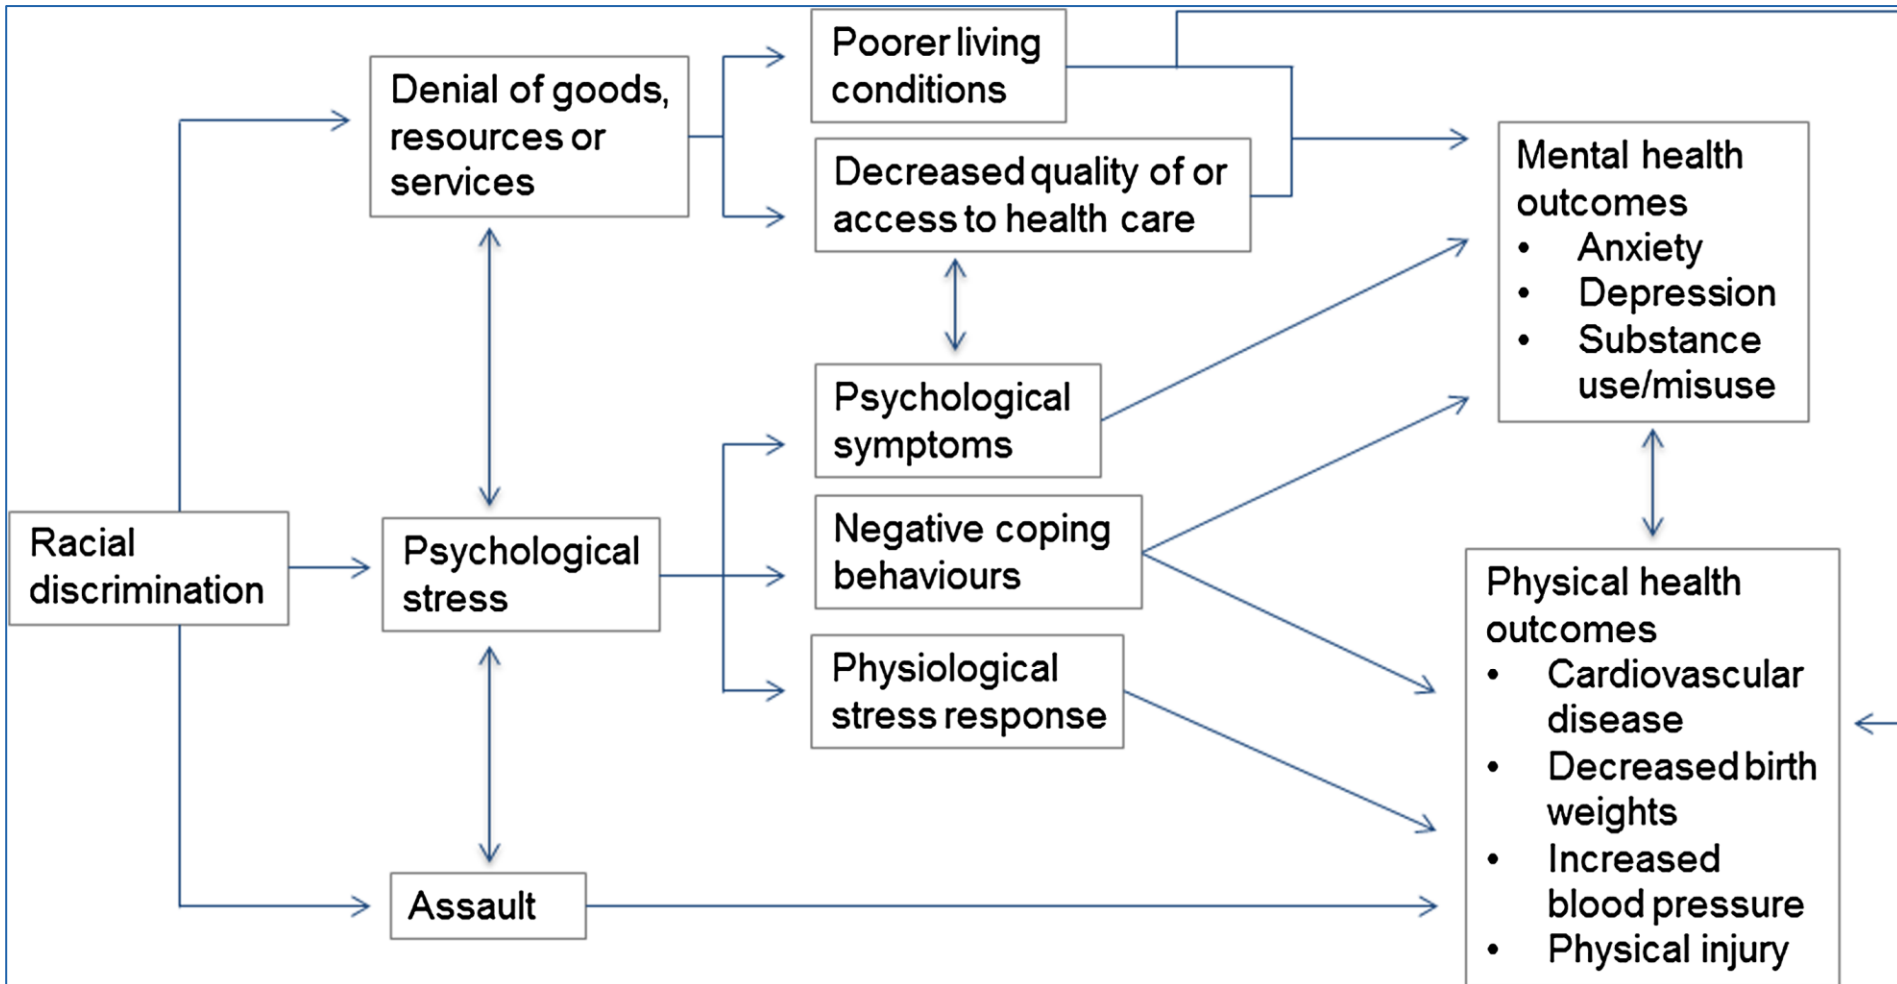 Poorer living
conditions
Denial of goods,
resources or
services
Decreased quality of or
access to health care
Mental health
outcomes
• Anxiety
• Depression
• Substance
use/misuse
Psychological
symptoms
Racial
discrimination
Psychological
stress
Negative coping
behaviours
Physiological
stress response
Assault
Physical health
outcomes
• Cardiovascular
disease
• Decreased birth
weights
• Increased
blood pressure
• Physical injury